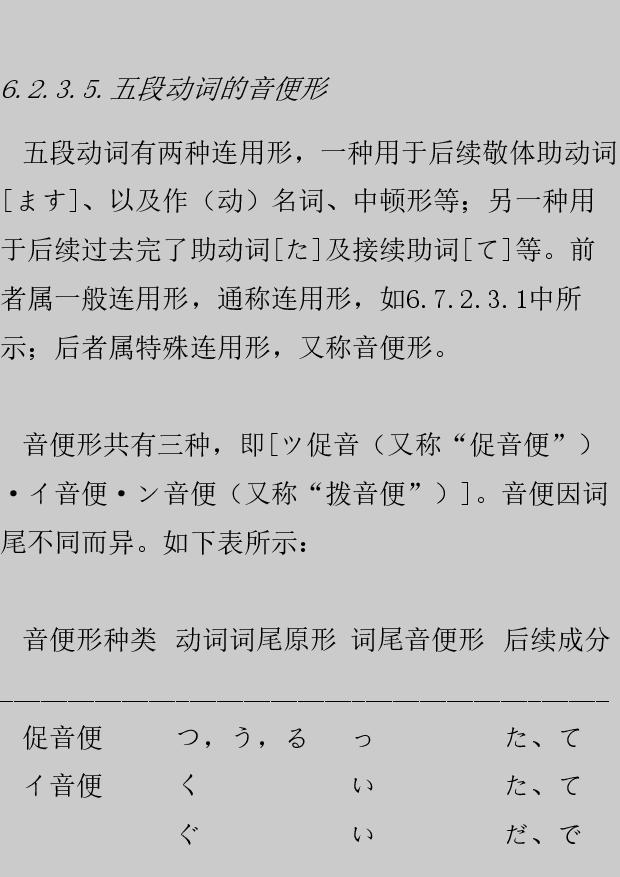 6.2.3.5.五段动词的音便形
五段动词有两种连用形，一种用于后续敬体助动词
[ます]、以及作（动）名词、中顿形等；另一种用
于后续过去完了助动词[た]及接续助词[て]等。前
者属一般连用形，通称连用形，如6.7.2.3.1中所
示；后者属特殊连用形，又称音便形。
音便形共有三种，即[ツ促音（又称“促音便”）
•イ音便•ン音便（又称“拨音便”）]。音便因词
尾不同而异。如下表所示：
音便形种类 动词词尾原形 词尾音便形 后续成分
促音便 つ，う，る っ た、て
イ音便 く い た、て
ぐ い だ、で